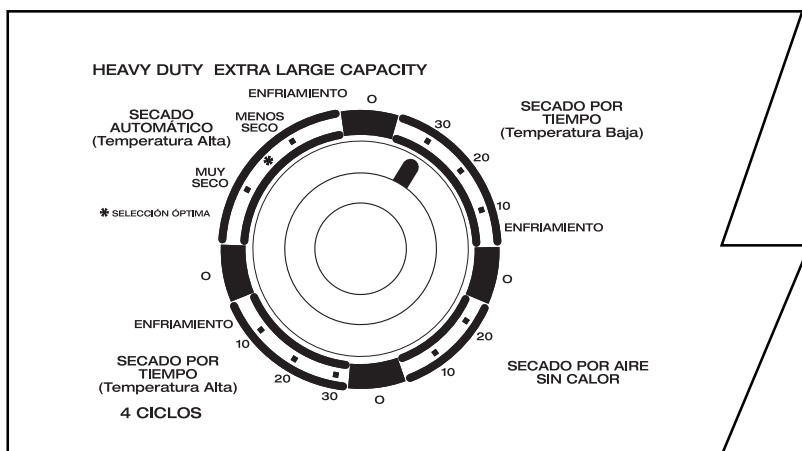 HEAVY DUTY EXTRA LARGE CAPACITY
ENFRIAMIENTO
O
SECADO
AUTOMÁTICO
(Temperatura Alta)
MENOS
SECO
*
MUY
SECO
* SELECCIÓN ÓPTIMA
O
30
20
10
SECADO POR
TIEMPO
(Temperatura Baja)
ENFRIAMIENTO
O
20
10
SECADO POR AIRE
SIN CALOR
O
ENFRIAMIENTO
10
20
30
SECADO POR
TIEMPO
(Temperatura Alta)
4 CICLOS